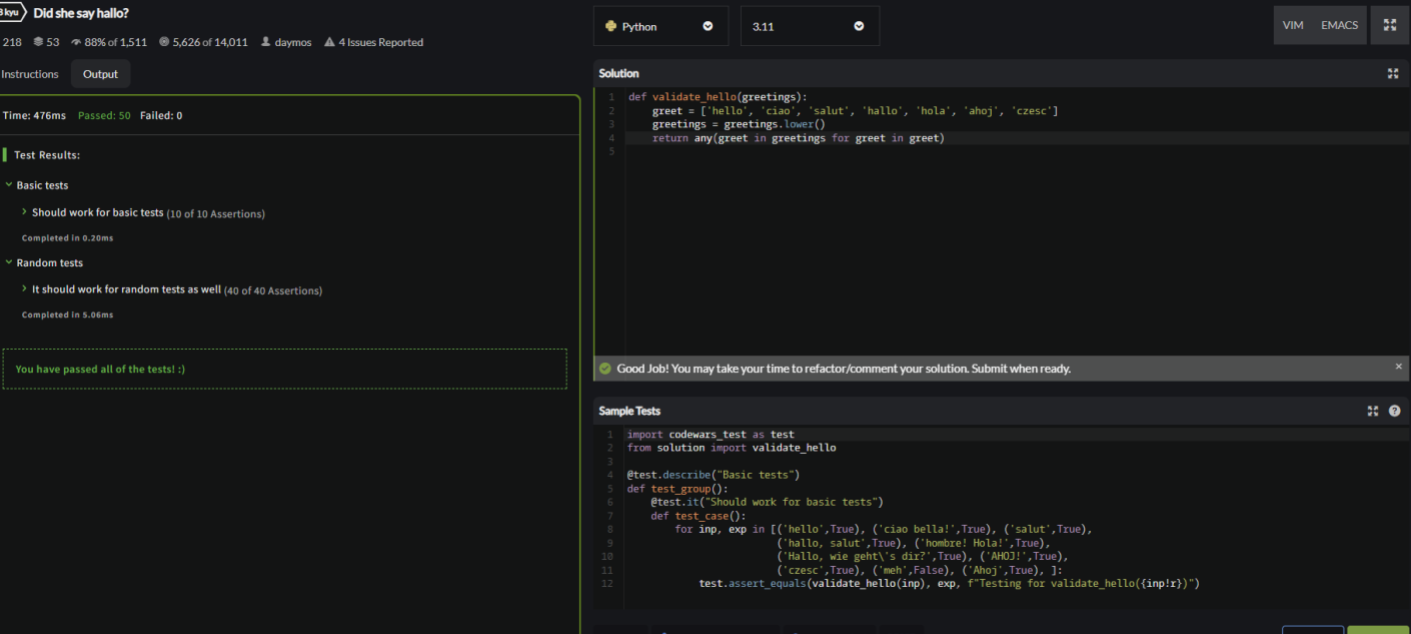 kyu Did she say hallo?
218 53 88% of 1,511 5,626 of 14,011 daymos 4 Issues Reported
Instructions Output
Time: 476ms Passed: 50 Failed: 0
Test Results:
Basic tests
Should work for basic tests (10 of 10 Assertions)
Completed in 0.20ms
Random tests
It should work for random tests as well (40 of 40 Assertions)
Completed in 5.06ms
You have passed all of the tests! :)
Python 3.11 VIM EMACS
Solution
1 def validate_hello(greetings):
2 greet = ['hello', 'ciao', 'salut', 'hallo', 'hola', 'ahoj', 'czesc']
3 greetings = greetings.lower()
4 return any(greet in greetings for greet in greet)
5
Good Job! You may take your time to refactor/comment your solution. Submit when ready. ×
Sample Tests ?
1 import codewars_test as test
2 from solution import validate_hello
3
4 @test.describe("Basic tests")
5 def test_group():
6 @test.it("Should work for basic tests")
7 def test_case():
8 for inp, exp in [('hello',True), ('ciao bella!',True), ('salut',True),
9 ('hallo, salut',True), ('hombre! Hola!',True),
10 ('Hallo, wie geht\'s dir?',True), ('AHOJ!',True),
11 ('czesc',True), ('meh',False), ('Ahoj',True), ]:
12 test.assert_equals(validate_hello(inp), exp, f"Testing for validate_hello({inp!r})")